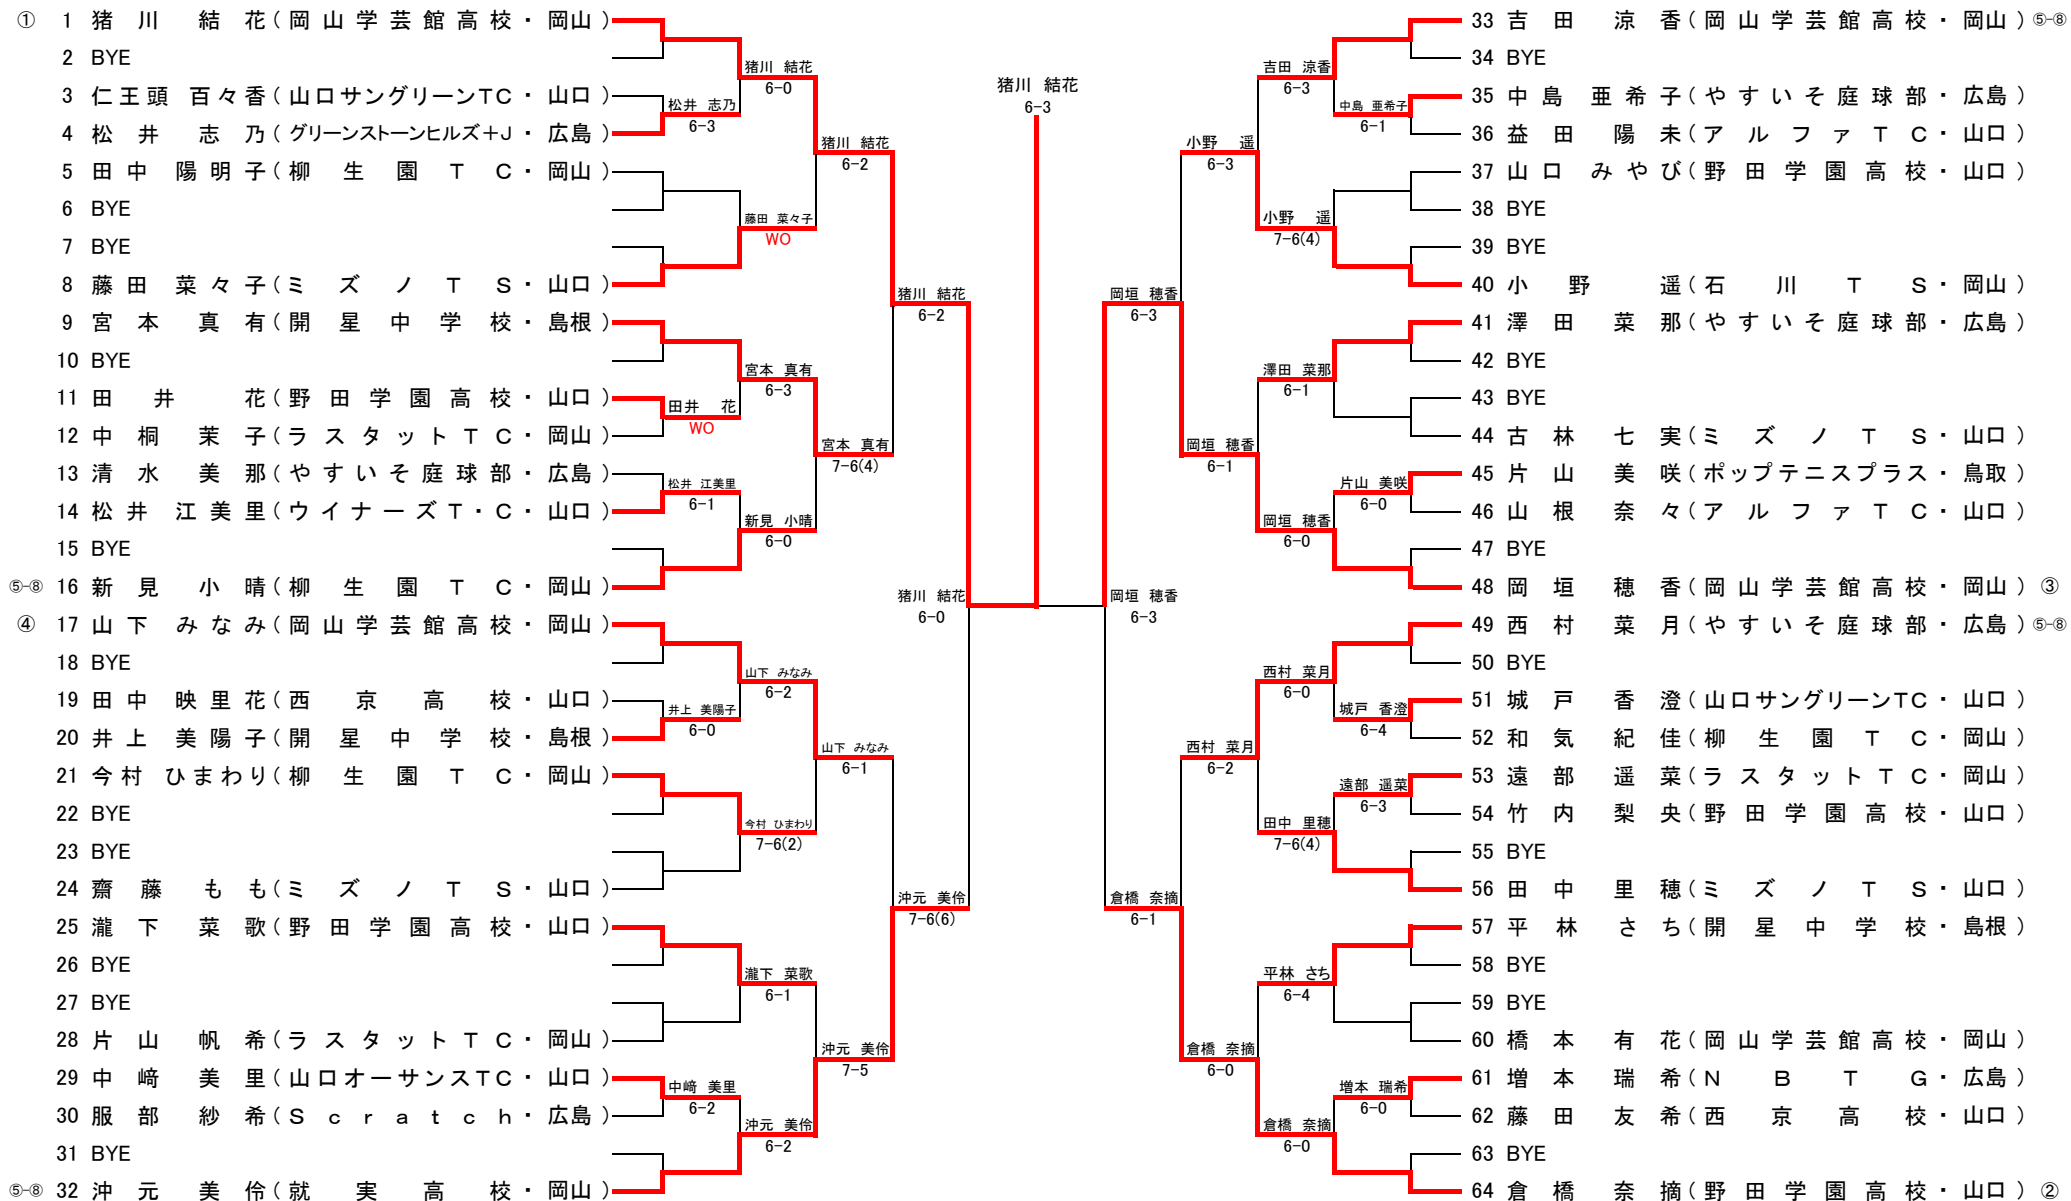 ① 1 猪川 結花(岡山学芸館高校・岡山)
2 BYE
3 仁王頭 百々香(山口サングリーンTC・山口)
4 松井 志乃(グリーンストーンヒルズ+J・広島)
5 田中 陽明子(柳生園TC・岡山)
6 BYE
7 BYE
8 藤田 菜々子(ミズノTS・山口)
9 宮本 真有(開星中学校・島根)
10 BYE
11 田井 花(野田学園高校・山口)
12 中桐 茉子(ラスタットTC・岡山)
13 清水 美那(やすいそ庭球部・広島)
14 松井 江美里(ウイナーズT・C・山口)
15 BYE
⑤-⑧ 16 新見 小晴(柳生園TC・岡山)
④ 17 山下 みなみ(岡山学芸館高校・岡山)
18 BYE
19 田中 映里花(西京高校・山口)
20 井上 美陽子(開星中学校・島根)
21 今村 ひまわり(柳生園TC・岡山)
22 BYE
23 BYE
24 齋藤 もも(ミズノTS・山口)
25 瀧下 菜歌(野田学園高校・山口)
26 BYE
27 BYE
28 片山 帆希(ラスタットTC・岡山)
29 中﨑 美里(山口オーサンスTC・山口)
30 服部 紗希(Scratch・広島)
31 BYE
⑤-⑧ 32 沖元 美伶(就実高校・岡山)
松井 志乃
6-3
田井 花
WO
松井 江美里
6-1
井上 美陽子
6-0
中﨑 美里
6-2
猪川 結花
6-0
藤田 菜々子
WO
宮本 真有
6-3
新見 小晴
6-0
山下 みなみ
6-2
今村 ひまわり
7-6(2)
瀧下 菜歌
6-1
沖元 美伶
6-2
猪川 結花
6-2
宮本 真有
7-6(4)
山下 みなみ
6-1
沖元 美伶
7-5
猪川 結花
6-2
沖元 美伶
7-6(6)
猪川 結花
6-0
猪川 結花
6-3
岡垣 穂香
6-3
岡垣 穂香
6-3
倉橋 奈摘
6-1
小野 遥
6-3
岡垣 穂香
6-1
西村 菜月
6-2
倉橋 奈摘
6-0
吉田 涼香
6-3
小野 遥
7-6(4)
澤田 菜那
6-1
岡垣 穂香
6-0
西村 菜月
6-0
田中 里穂
7-6(4)
平林 さち
6-4
倉橋 奈摘
6-0
中島 亜希子
6-1
片山 美咲
6-0
城戸 香澄
6-4
遠部 遥菜
6-3
増本 瑞希
6-0
33 吉田 涼香(岡山学芸館高校・岡山) ⑤-⑧
34 BYE
35 中島 亜希子(やすいそ庭球部・広島)
36 益田 陽未(アルファTC・山口)
37 山口 みやび(野田学園高校・山口)
38 BYE
39 BYE
40 小野 遥(石川TS・岡山)
41 澤田 菜那(やすいそ庭球部・広島)
42 BYE
43 BYE
44 古林 七実(ミズノTS・山口)
45 片山 美咲(ポップテニスプラス・鳥取)
46 山根 奈々(アルファTC・山口)
47 BYE
48 岡垣 穂香(岡山学芸館高校・岡山) ③
49 西村 菜月(やすいそ庭球部・広島) ⑤-⑧
50 BYE
51 城戸 香澄(山口サングリーンTC・山口)
52 和気 紀佳(柳生園TC・岡山)
53 遠部 遥菜(ラスタットTC・岡山)
54 竹内 梨央(野田学園高校・山口)
55 BYE
56 田中 里穂(ミズノTS・山口)
57 平林 さち(開星中学校・島根)
58 BYE
59 BYE
60 橋本 有花(岡山学芸館高校・岡山)
61 増本 瑞希(NBTG・広島)
62 藤田 友希(西京高校・山口)
63 BYE
64 倉橋 奈摘(野田学園高校・山口) ②